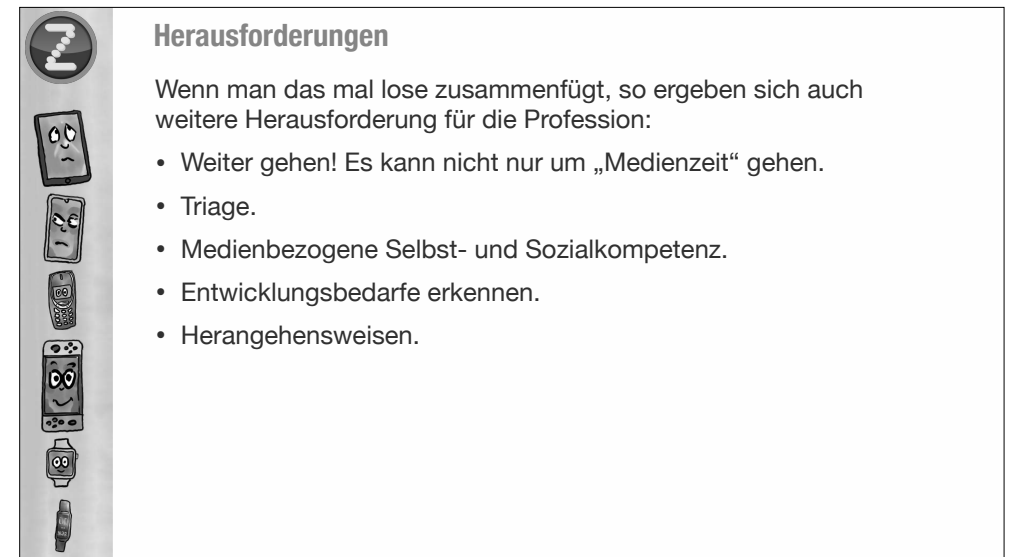 Z
Herausforderungen
Wenn man das mal lose zusammenfügt, so ergeben sich auch
weitere Herausforderung für die Profession:
• Weiter gehen! Es kann nicht nur um „Medienzeit“ gehen.
• Triage.
• Medienbezogene Selbst- und Sozialkompetenz.
• Entwicklungsbedarfe erkennen.
• Herangehensweisen.